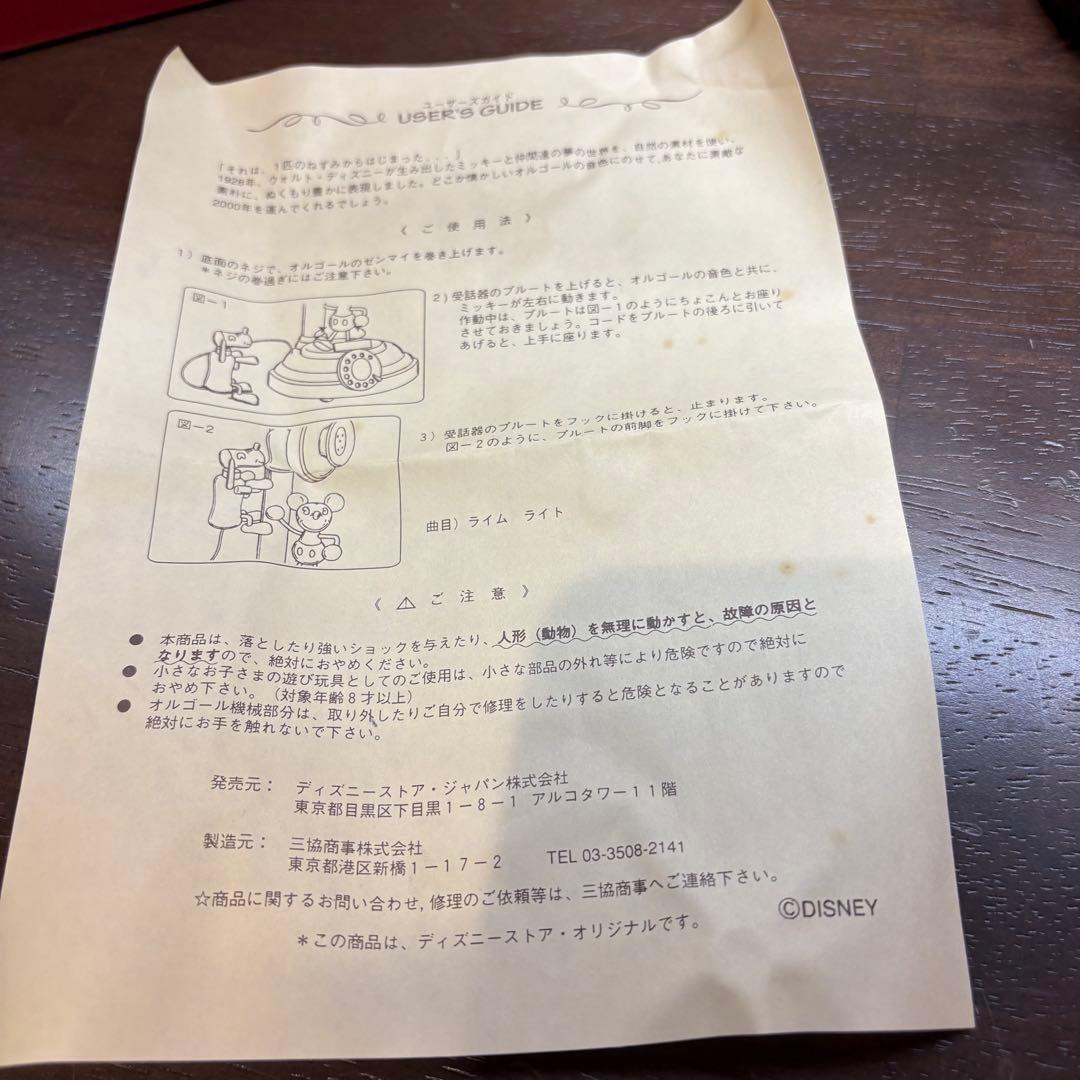 ユーザーズガイド
USER'S GUIDE
「それは、1匹のねずみからはじまった...」
1928年、ウォルト・ディズニーが生み出したミッキーと仲間達の夢の世界を、自然の素材を使い、
素朴に、ぬくもり豊かに表現しました。どこか懐かしいオルゴールの音色にのせて,あなたに素敵な
2000年を運んでくれるでしょう。
《 ご 使 用 法 》
1）底面のネジで、オルゴールのゼンマイを巻き上げます。
＊ネジの巻過ぎにはご注意下さい。
図－1
2）受話器のプルートを上げると、オルゴールの音色と共に、
ミッキーが左右に動きます。
作動中は、プルートは図－1のようにちょこんとお座り
させておきましょう。コードをプルートの後ろに引いて
あげると、上手に座ります。
図－2
3）受話器のプルートをフックに掛けると、止まります。
図－2のように、プルートの前脚をフックに掛けて下さい。
曲目）ライム ライト
《 ⚠ ご 注 意 》
● 本商品は、落としたり強いショックを与えたり、人形（動物）を無理に動かすと、故障の原因と
なりますので、絶対におやめください。
● 小さなお子さまの遊び玩具としてのご使用は、小さな部品の外れ等により危険ですので絶対に
おやめ下さい。（対象年齢8才以上）
● オルゴール機械部分は、取り外したりご自分で修理をしたりすると危険となることがありますので
絶対にお手を触れないで下さい。
発売元： ディズニーストア・ジャパン株式会社
東京都目黒区下目黒1－8－1 アルコタワー11階
製造元： 三協商事株式会社
東京都港区新橋1－17－2 TEL 03-3508-2141
☆商品に関するお問い合わせ,修理のご依頼等は、三協商事へご連絡下さい。
＊この商品は、ディズニーストア・オリジナルです。
©DISNEY